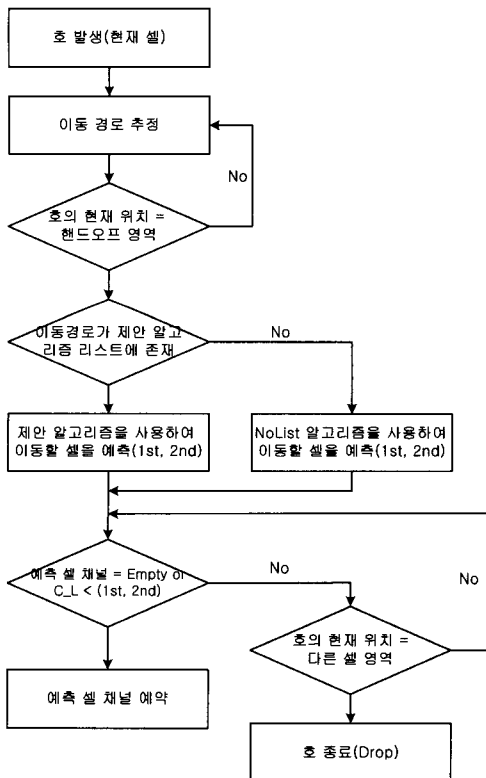 호 발생(현재 셀)
이동 경로 추정
No
호의 현재 위치 =
핸드오프 영역
이동경로가 제안 알고
리즘 리스트에 존재
No
제안 알고리즘을 사용하여
이동할 셀을 예측(1st, 2nd)
NoList 알고리즘을 사용하여
이동할 셀을 예측(1st, 2nd)
예측 셀 채널 = Empty or
C_L < (1st, 2nd)
No
No
호의 현재 위치 =
다른 셀 영역
예측 셀 채널 예약
호 종료(Drop)